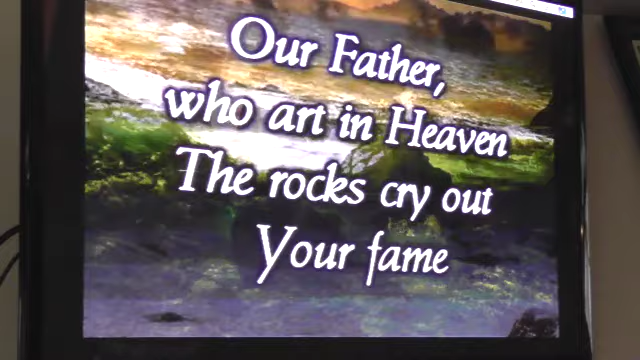 Our Father,
who art in Heaven
The rocks cry out
Your fame